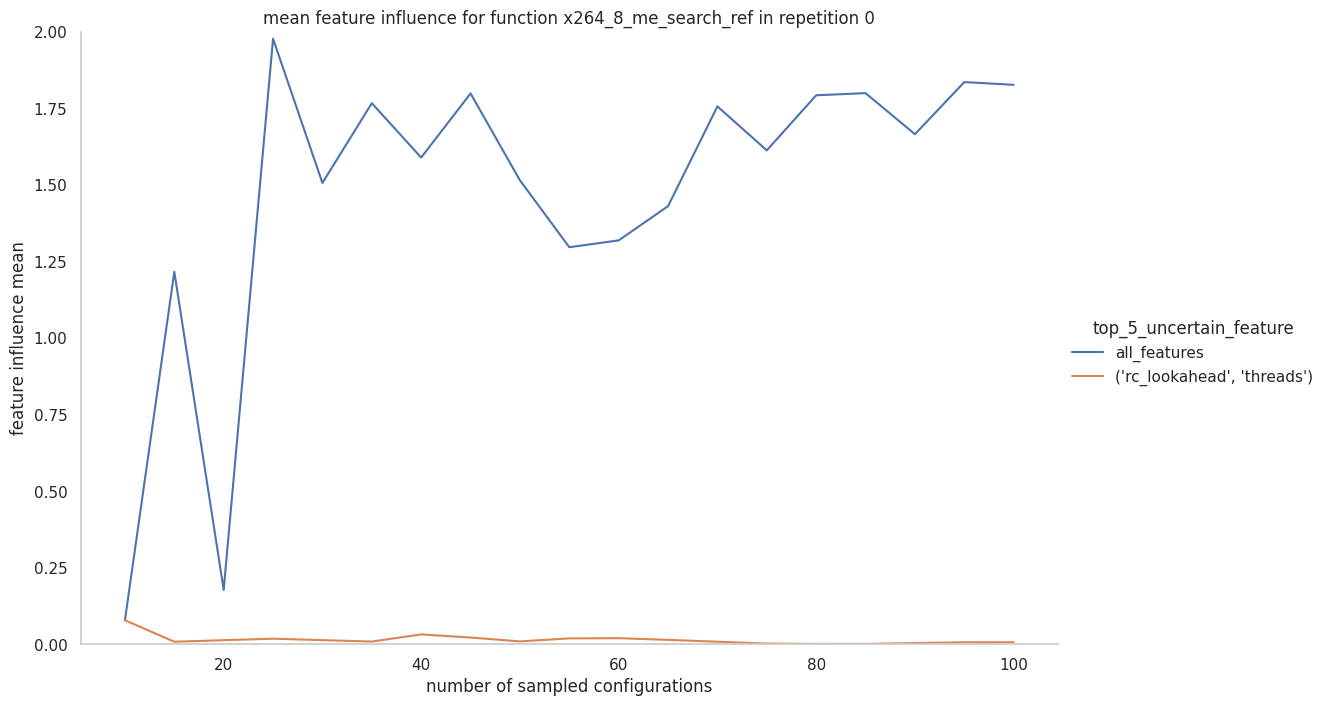 mean feature influence for function x264_8_me_search_ref in repetition 0
2.00
1.75
1.50
1.25
1.00
0.75
0.50
0.25
0.00
feature influence mean
20
40
60
80
100
number of sampled configurations
top_5_uncertain_feature
all_features
('rc_lookahead', 'threads')